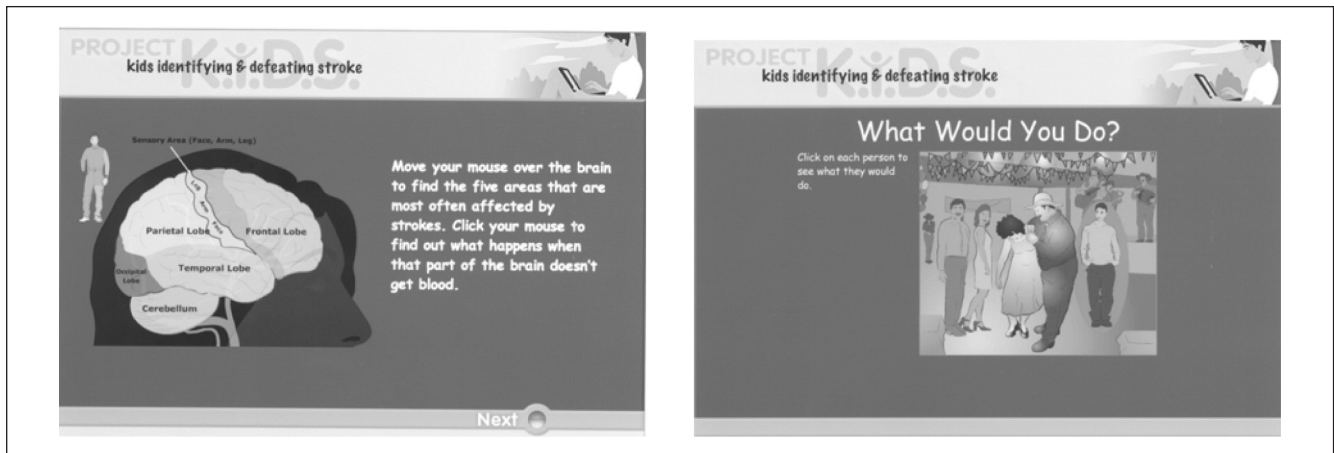 PROJECT
K.I.D.S.
kids identifying & defeating stroke
Sensory Area (Face, Arm, Leg)
Leg
Arm
Face
Parietal Lobe
Frontal Lobe
Occipital
Lobe
Temporal Lobe
Cerebellum
Move your mouse over the brain
to find the five areas that are
most often affected by
strokes. Click your mouse to
find out what happens when
that part of the brain doesn't
get blood.
Next
PROJECT
K.I.D.S.
kids identifying & defeating stroke
What Would You Do?
Click on each person to
see what they would
do.